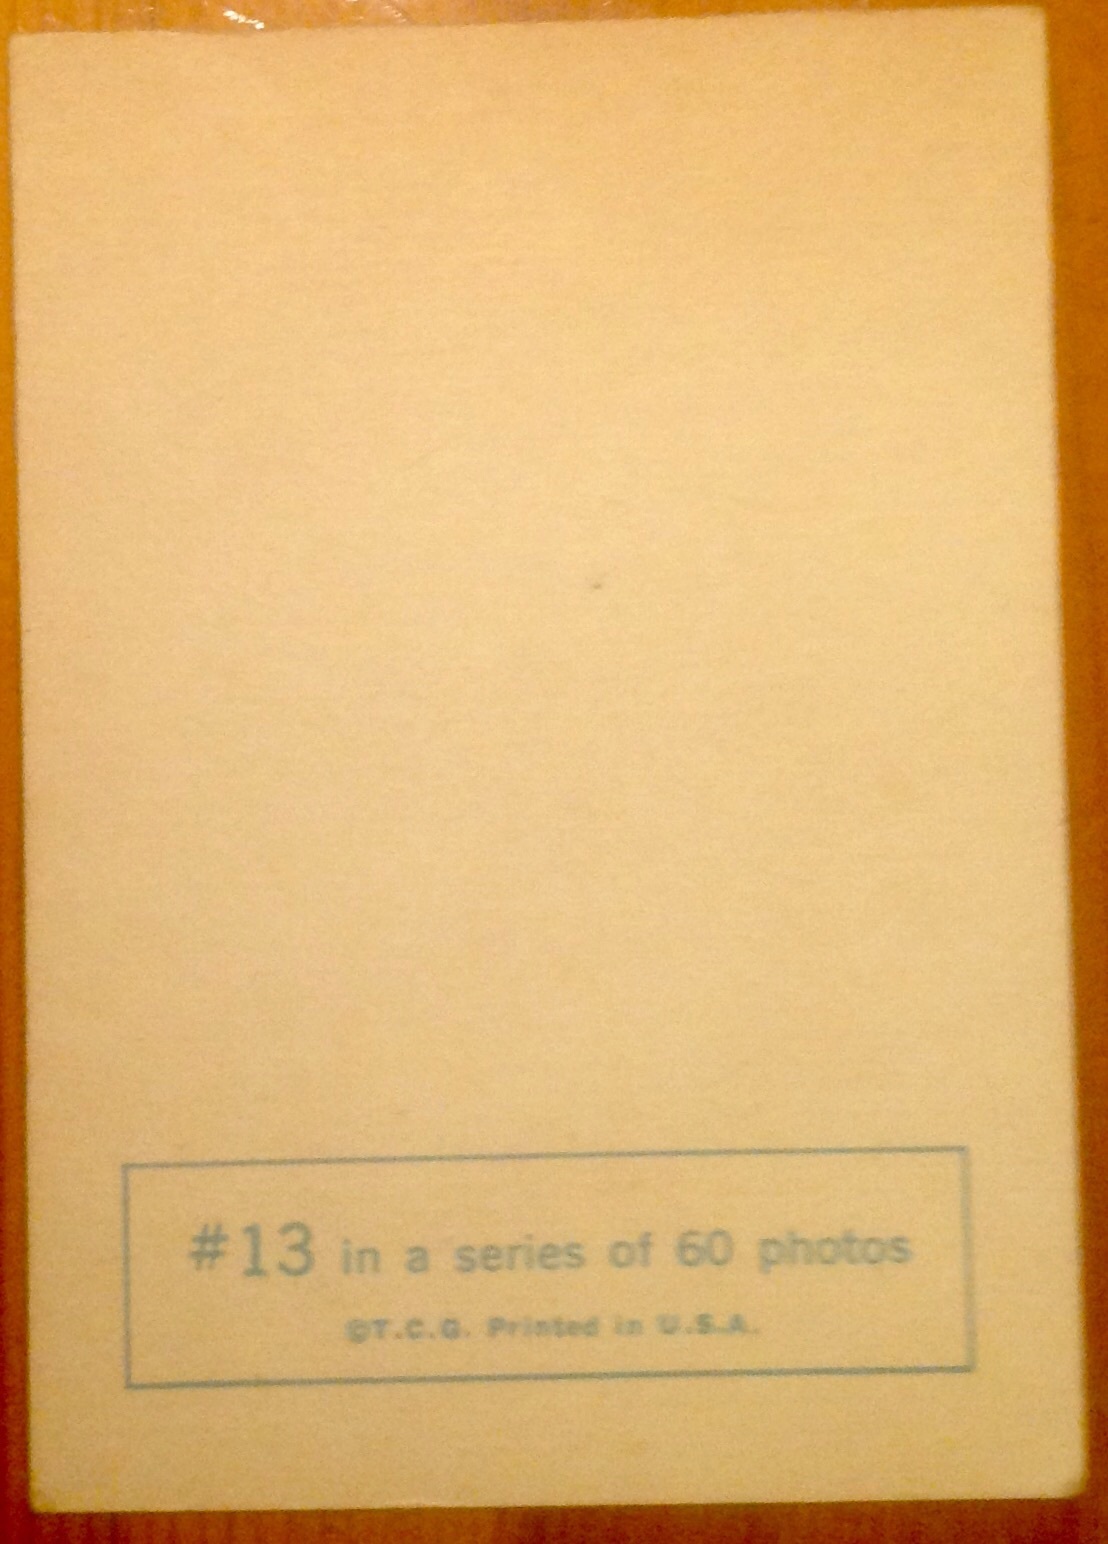 #13 in a series of 60 photos
©T.C.G. Printed in U.S.A.